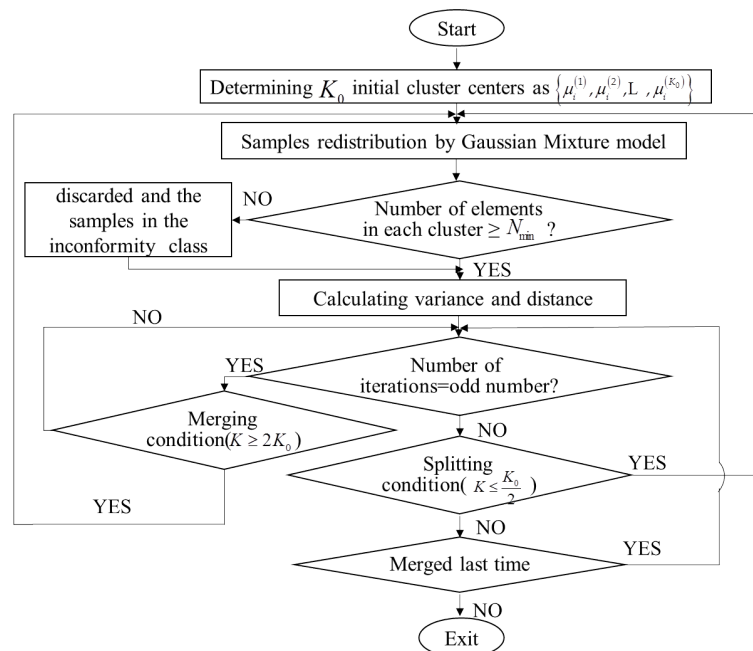 Start
Determining K₀ initial cluster centers as {μᵢ⁽¹⁾, μᵢ⁽²⁾, L , μᵢ⁽ᴷ⁰⁾}
Samples redistribution by Gaussian Mixture model
NO
discarded and the
samples in the
inconformity class
Number of elements
in each cluster ≥ N_min ?
YES
Calculating variance and distance
NO
YES
Number of
iterations=odd number?
Merging
condition(K ≥ 2K₀)
NO
Splitting
condition( K ≤ K₀/2 )
YES
YES
NO
Merged last time
YES
NO
Exit